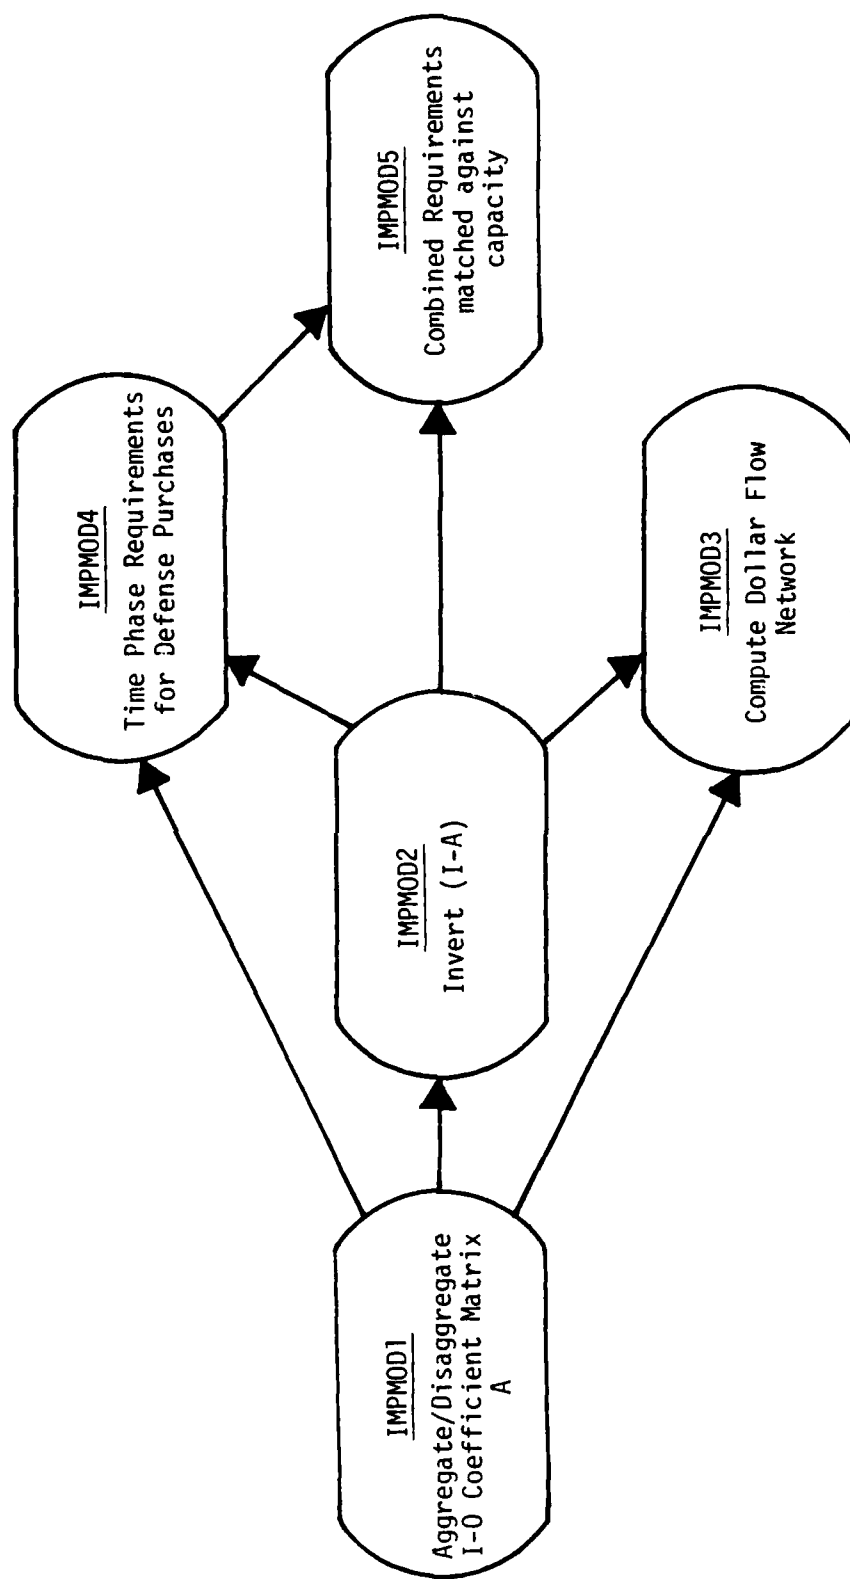 IMPMOD1
Aggregate/Disaggregate
I-O Coefficient Matrix
A
IMPMOD2
Invert (I-A)
IMPMOD4
Time Phase Requirements
for Defense Purchases
IMPMOD3
Compute Dollar Flow
Network
IMPMOD5
Combined Requirements
matched against
capacity